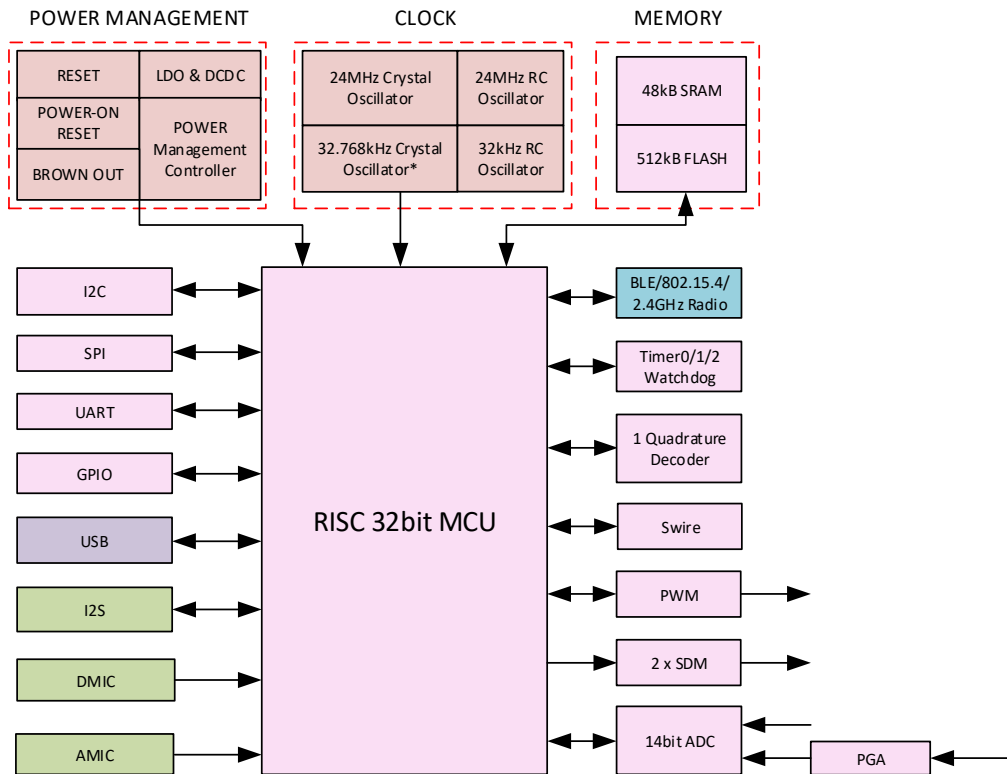 POWER MANAGEMENT
CLOCK
MEMORY
RESET
LDO & DCDC
POWER-ON
RESET
POWER
Management
Controller
BROWN OUT
24MHz Crystal
Oscillator
24MHz RC
Oscillator
32.768kHz Crystal
Oscillator*
32kHz RC
Oscillator
48kB SRAM
512kB FLASH
I2C
SPI
UART
GPIO
USB
I2S
DMIC
AMIC
RISC 32bit MCU
BLE/802.15.4/
2.4GHz Radio
Timer0/1/2
Watchdog
1 Quadrature
Decoder
Swire
PWM
2 x SDM
14bit ADC
PGA